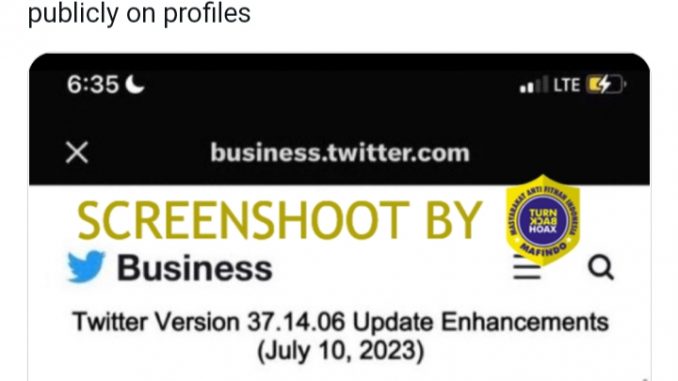 publicly on profiles
6:35
LTE
business.twitter.com
SCREENSHOOT BY
MASYARAKAT ANTI FITNAH INDONESIA
TURN
BACK
HOAX
MAFINDO
Business
Twitter Version 37.14.06 Update Enhancements
(July 10, 2023)